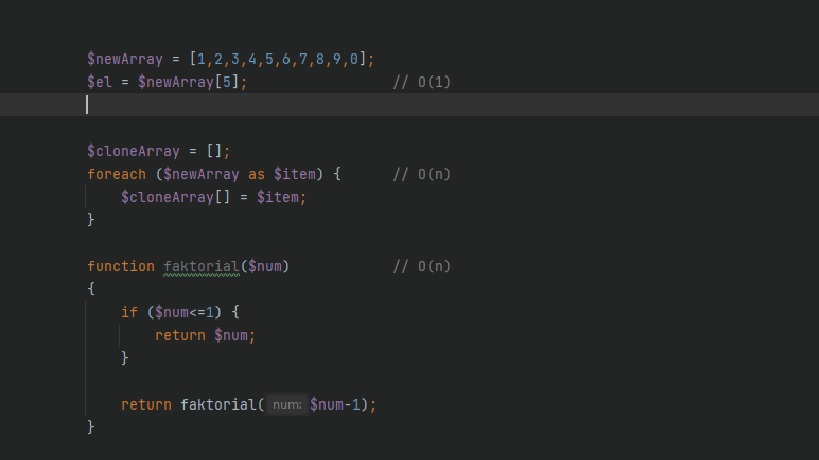 $newArray = [1,2,3,4,5,6,7,8,9,0];
$el = $newArray[5]; // O(1)
$cloneArray = [];
foreach ($newArray as $item) { // O(n)
$cloneArray[] = $item;
}
function faktorial($num) // O(n)
{
if ($num<=1) {
return $num;
}
return faktorial( num: $num-1);
}